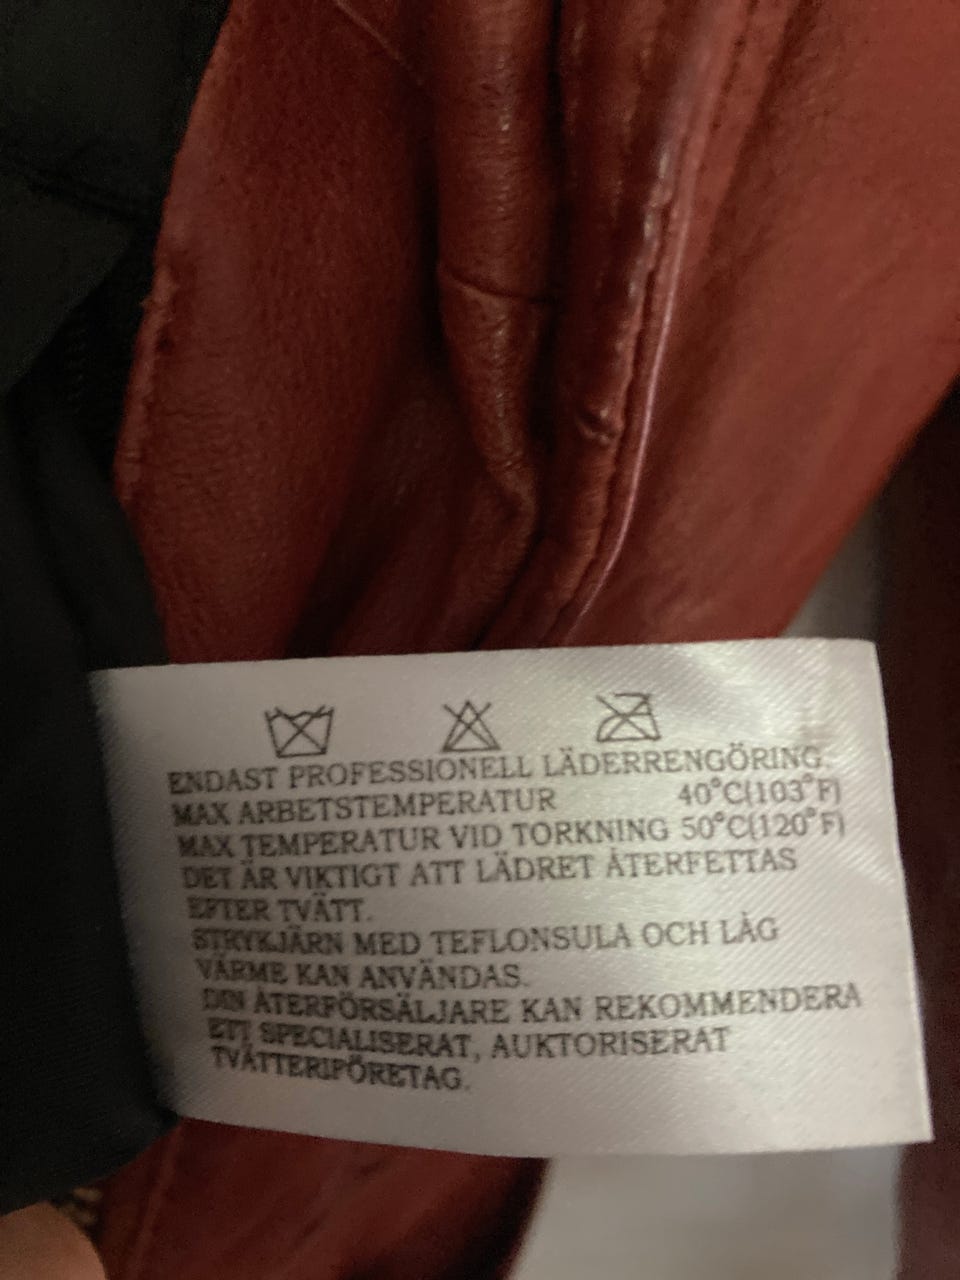 ENDAST PROFESSIONELL LÄDERRENGÖRING.
MAX ARBETSTEMPERATUR 40°C(103°F)
MAX TEMPERATUR VID TORKNING 50°C(120°F)
DET ÄR VIKTIGT ATT LÄDRET ÅTERFETTAS
EFTER TVÄTT.
STRYKJÄRN MED TEFLONSULA OCH LÅG
VÄRME KAN ANVÄNDAS.
DIN ÅTERFÖRSÄLJARE KAN REKOMMENDERA
ETT SPECIALISERAT, AUKTORISERAT
TVÄTTERIFÖRETAG.